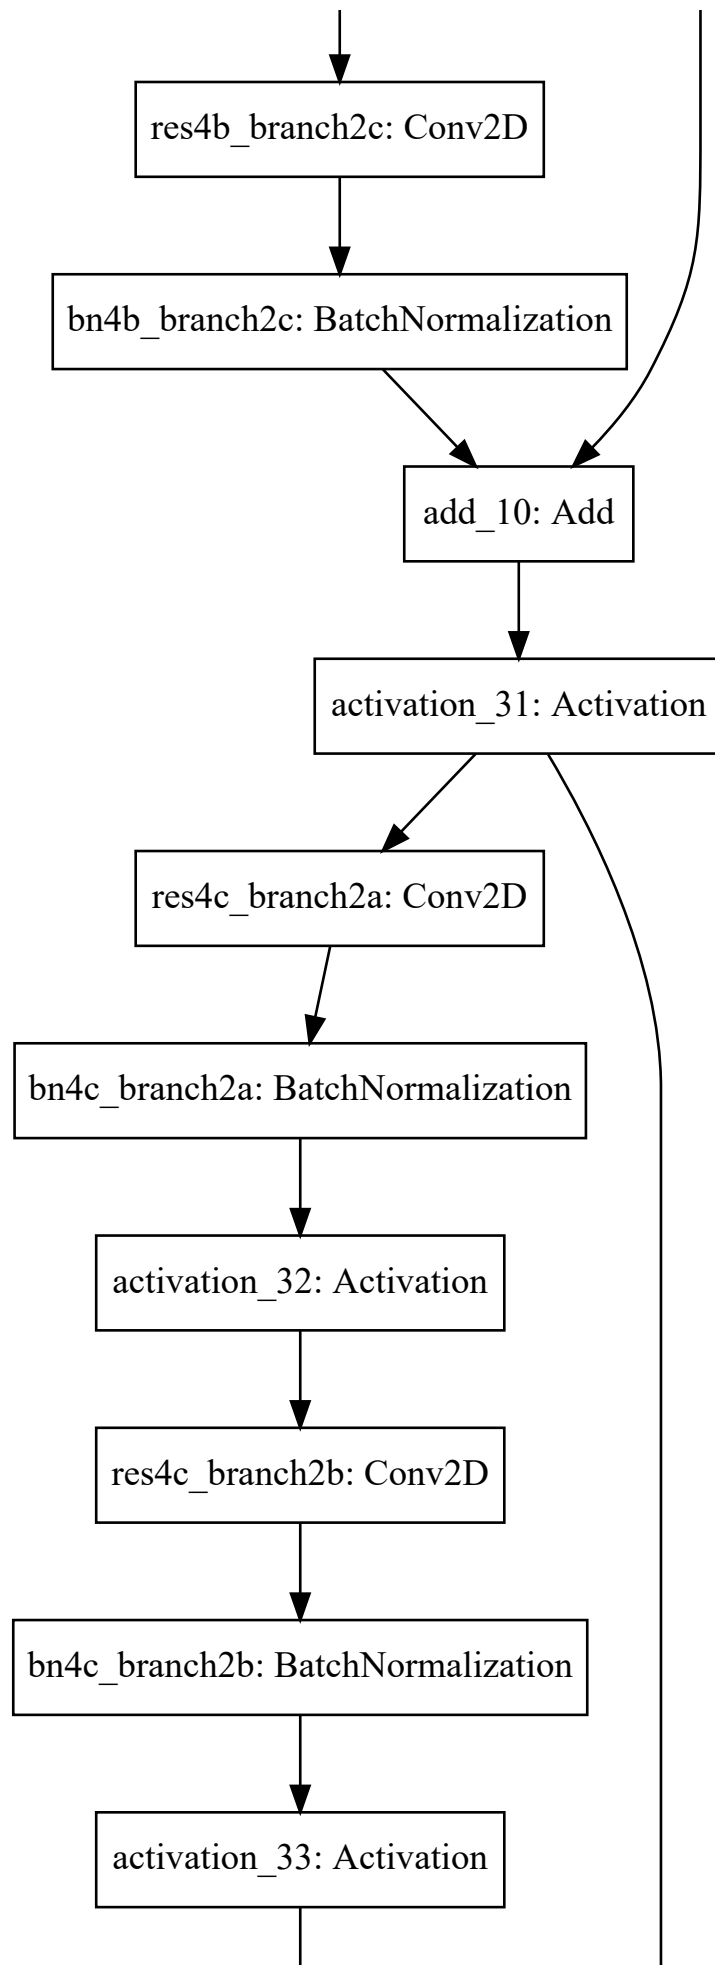 res4b_branch2c: Conv2D
bn4b_branch2c: BatchNormalization
add_10: Add
activation_31: Activation
res4c_branch2a: Conv2D
bn4c_branch2a: BatchNormalization
activation_32: Activation
res4c_branch2b: Conv2D
bn4c_branch2b: BatchNormalization
activation_33: Activation